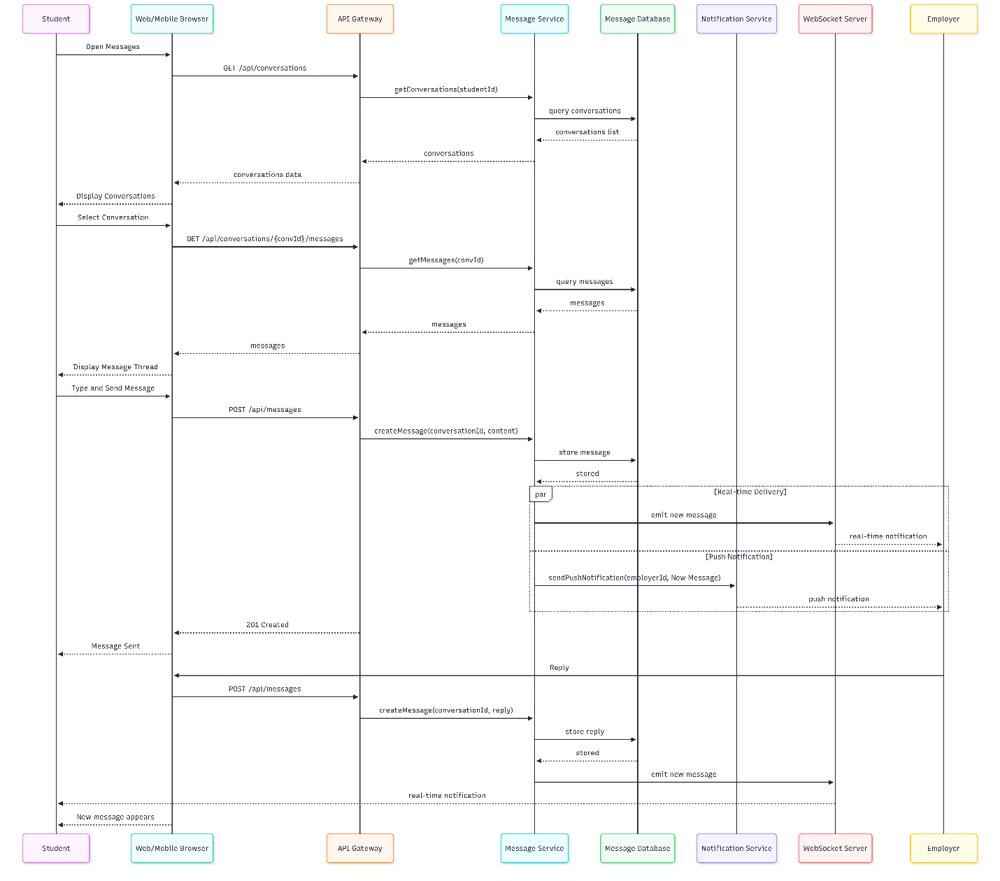 Student
Web/Mobile Browser
API Gateway
Message Service
Message Database
Notification Service
WebSocket Server
Employer
Open Messages
GET /api/conversations
getConversations(studentId)
query conversations
conversations list
conversations
conversations data
Display Conversations
Select Conversation
GET /api/conversations/{convId}/messages
getMessages(convId)
query messages
messages
messages
messages
Display Message Thread
Type and Send Message
POST /api/messages
createMessage(conversationId, content)
store message
stored
par
[Real-time Delivery]
emit new message
real-time notification
[Push Notification]
sendPushNotification(employerId, New Message)
push notification
201 Created
Message Sent
Reply
POST /api/messages
createMessage(conversationId, reply)
store reply
stored
emit new message
real-time notification
New message appears
Student
Web/Mobile Browser
API Gateway
Message Service
Message Database
Notification Service
WebSocket Server
Employer